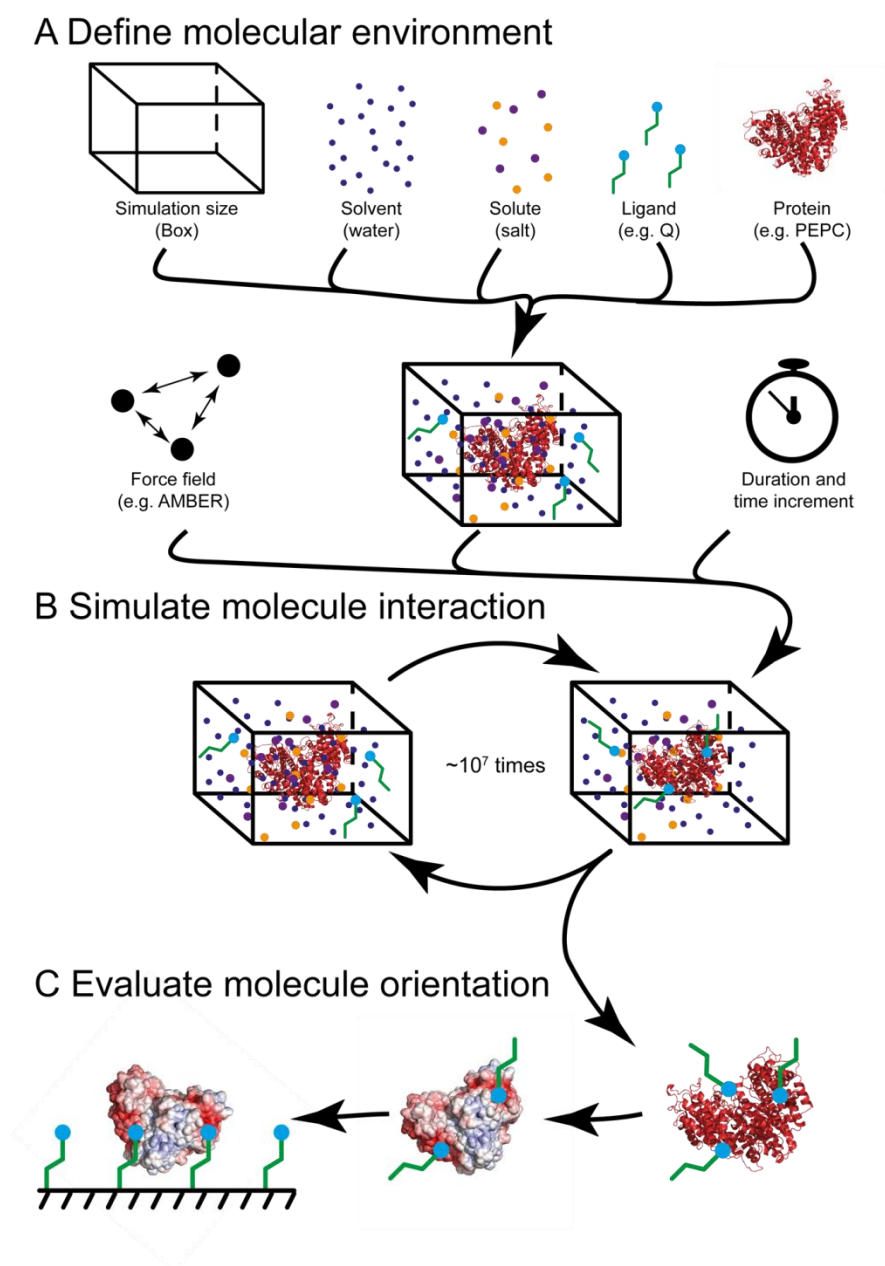 A Define molecular environment
Simulation size
(Box)
Solvent
(water)
Solute
(salt)
Ligand
(e.g. Q)
Protein
(e.g. PEPC)
Force field
(e.g. AMBER)
Duration and
time increment
B Simulate molecule interaction
~10⁷ times
C Evaluate molecule orientation